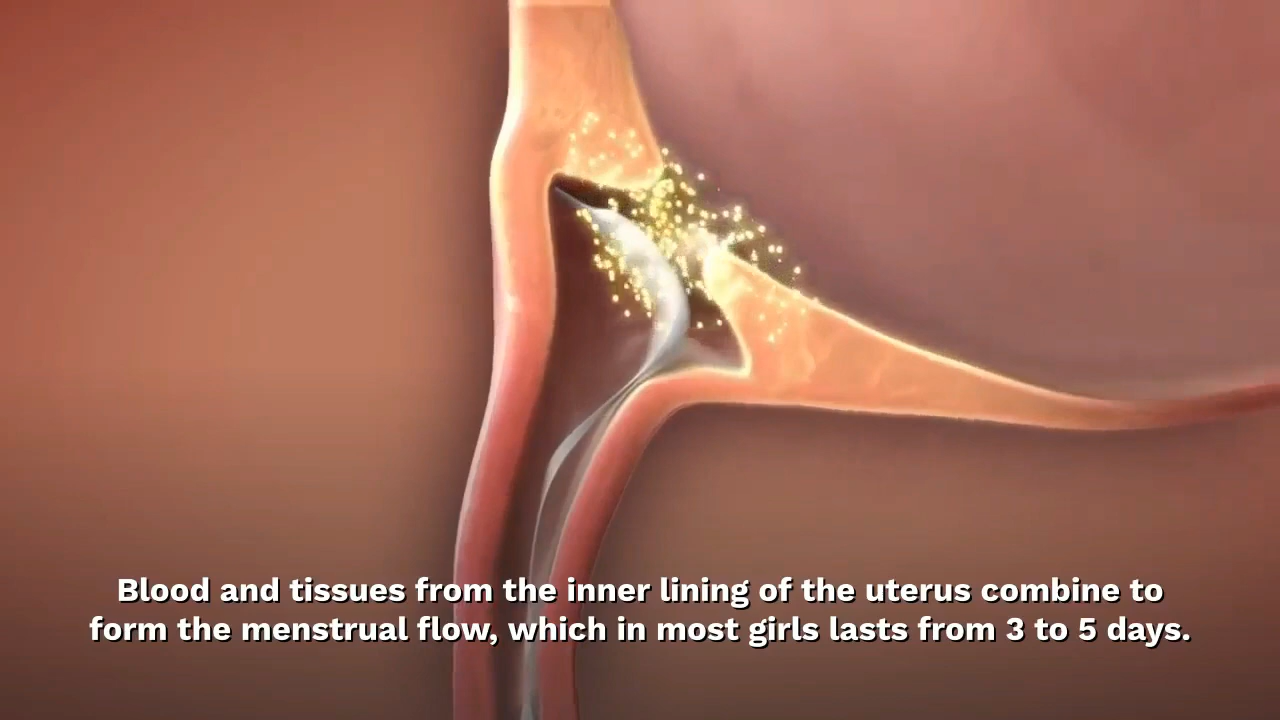 Blood and tissues from the inner lining of the uterus combine to
form the menstrual flow, which in most girls lasts from 3 to 5 days.